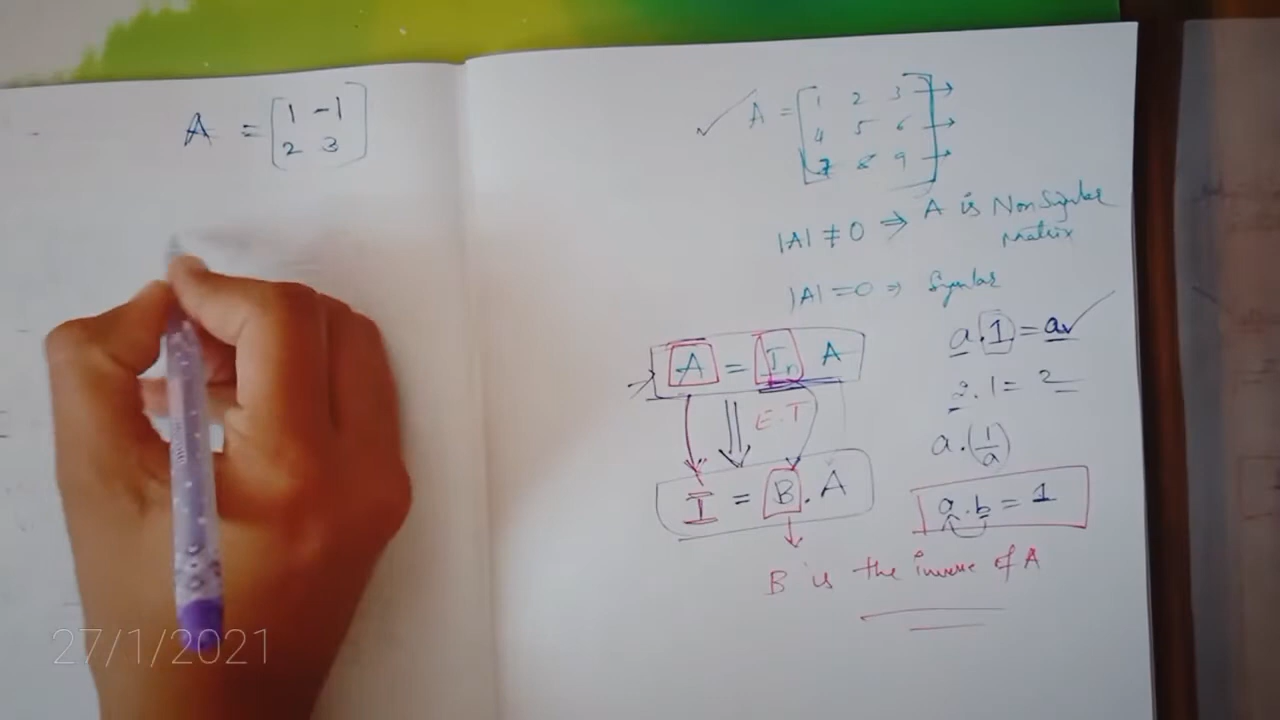 A = [1 -1
2 3]
✓ A = [1 2 3 →
4 5 6 →
7 8 9] →
|A| ≠ 0 ⇒ A is Non Singular
Matrix
|A| = 0 ⇒ Singular
a.1 = a✓
A = In A
2.1 = 2
E.T
a.(1/a)
I = B.A
a.b = 1
B is the inverse of A
27/1/2021